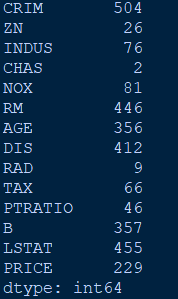 CRIM 504
ZN 26
INDUS 76
CHAS 2
NOX 81
RM 446
AGE 356
DIS 412
RAD 9
TAX 66
PTRATIO 46
B 357
LSTAT 455
PRICE 229
dtype: int64